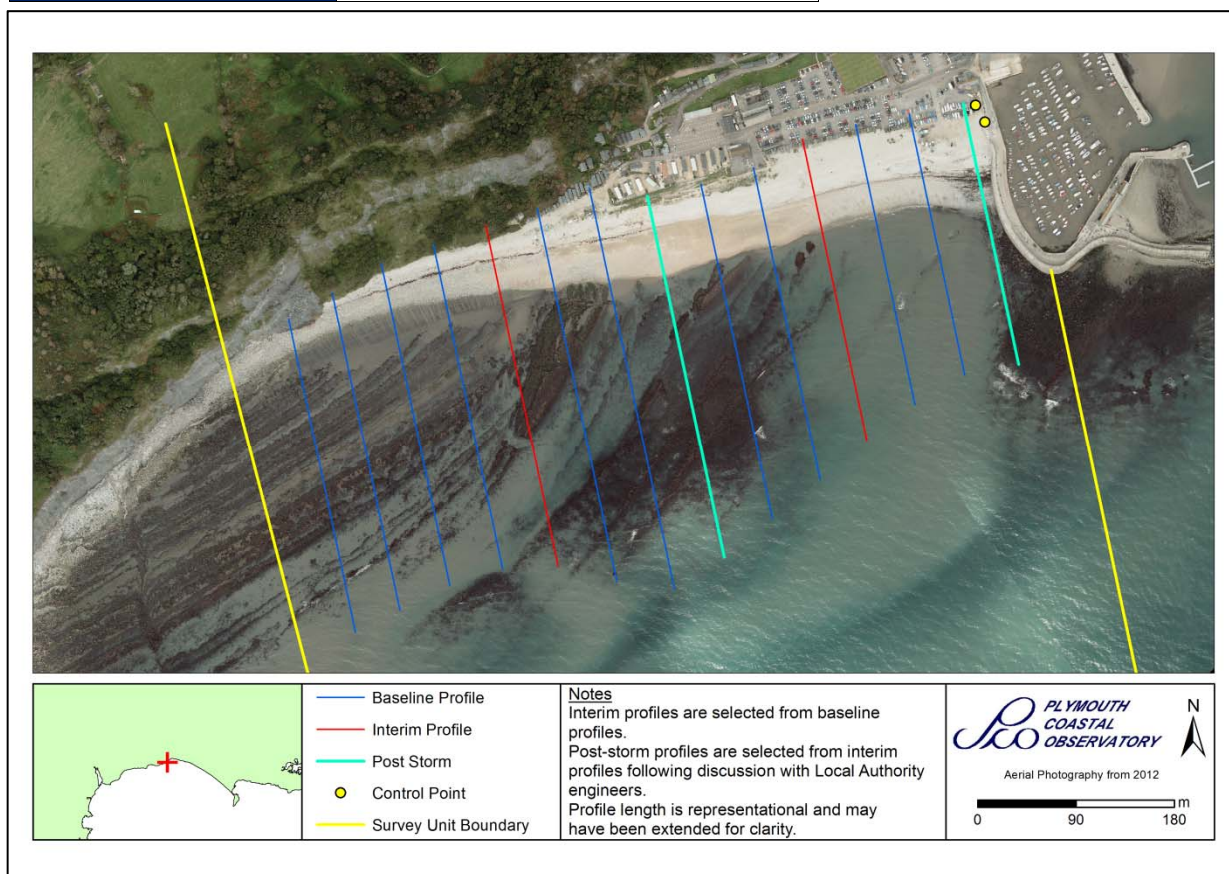 Baseline Profile
Interim Profile
Post Storm
Control Point
Survey Unit Boundary
Notes
Interim profiles are selected from baseline
profiles.
Post-storm profiles are selected from interim
profiles following discussion with Local Authority
engineers.
Profile length is representational and may
have been extended for clarity.
PLYMOUTH
COASTAL
OBSERVATORY
N
Aerial Photography from 2012
m
0 90 180